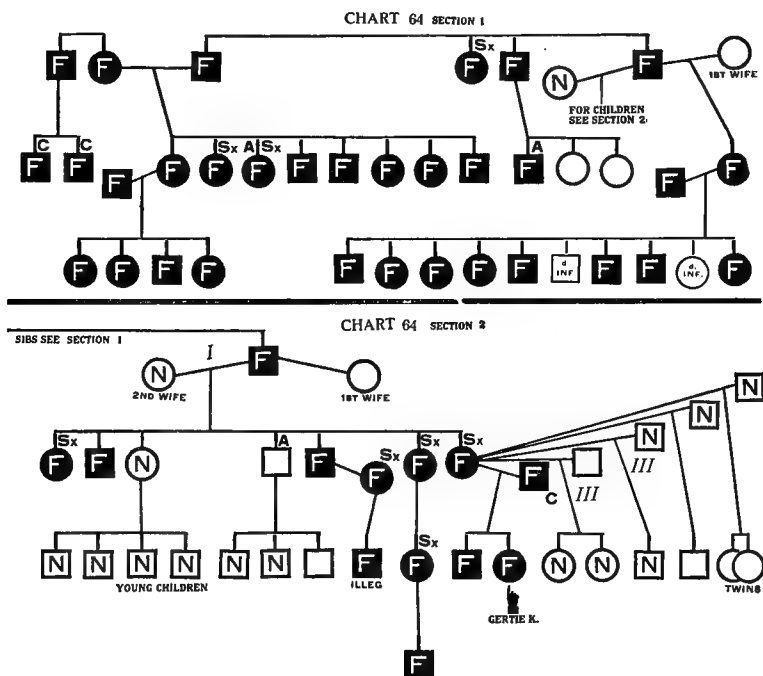 CHART 64 SECTION 1
Sx
F F F F F N F
1ST WIFE
FOR CHILDREN
SEE SECTION 2.
C C Sx A Sx A
F F F F F F F F F F F F F F F
F F F F F F F F F d INF F F d. INF. F
CHART 64 SECTION 2
SIBS SEE SECTION 1
I
N F
2ND WIFE 1ST WIFE
N
N
N
Sx A Sx Sx
F F N F F F
Sx
F F
C III III
N N N N N N F F F F N N N
YOUNG CHILDREN ILLEG TWINS
Sx
GERTIE K.
F